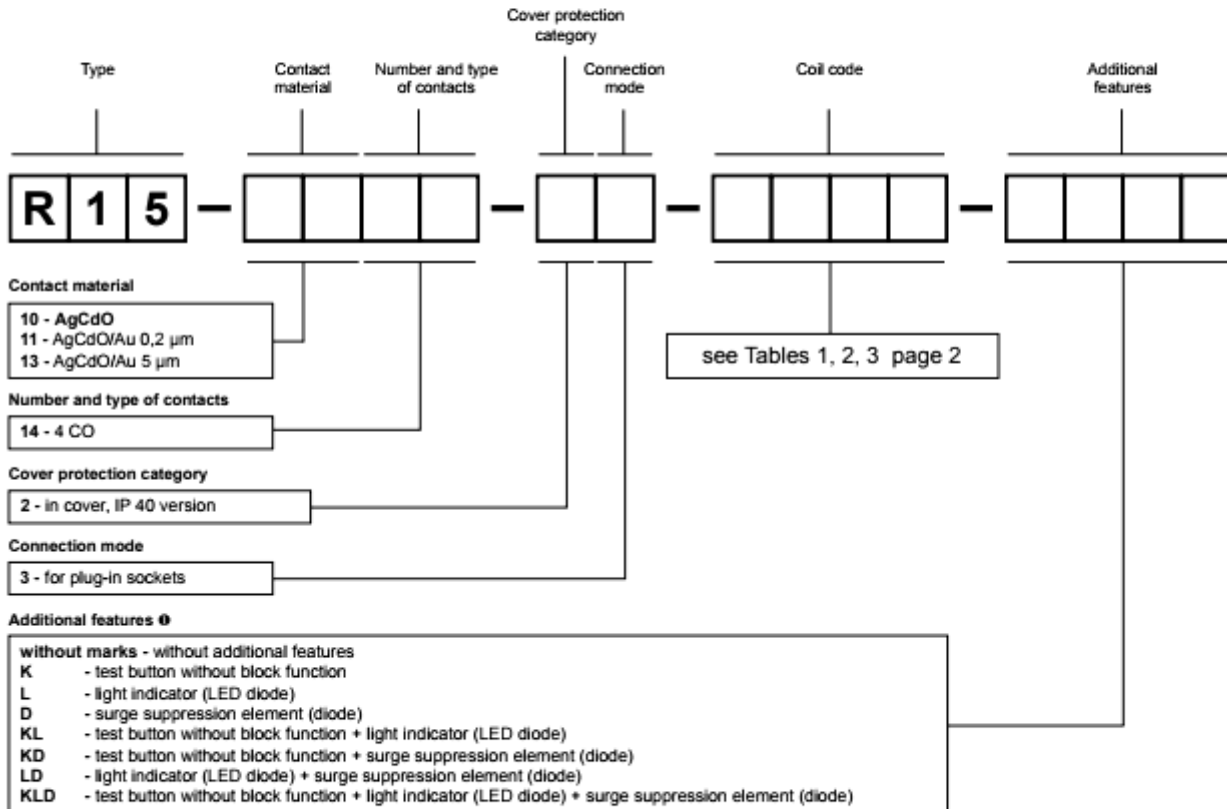 Cover protection
category
Type
Contact
material
Number and type
of contacts
Connection
mode
Coil code
Additional
features
R 1 5 – – – –
Contact material
10 - AgCdO
11 - AgCdO/Au 0,2 µm
13 - AgCdO/Au 5 µm
see Tables 1, 2, 3 page 2
Number and type of contacts
14 - 4 CO
Cover protection category
2 - in cover, IP 40 version
Connection mode
3 - for plug-in sockets
Additional features ❶
without marks - without additional features
K - test button without block function
L - light indicator (LED diode)
D - surge suppression element (diode)
KL - test button without block function + light indicator (LED diode)
KD - test button without block function + surge suppression element (diode)
LD - light indicator (LED diode) + surge suppression element (diode)
KLD - test button without block function + light indicator (LED diode) + surge suppression element (diode)